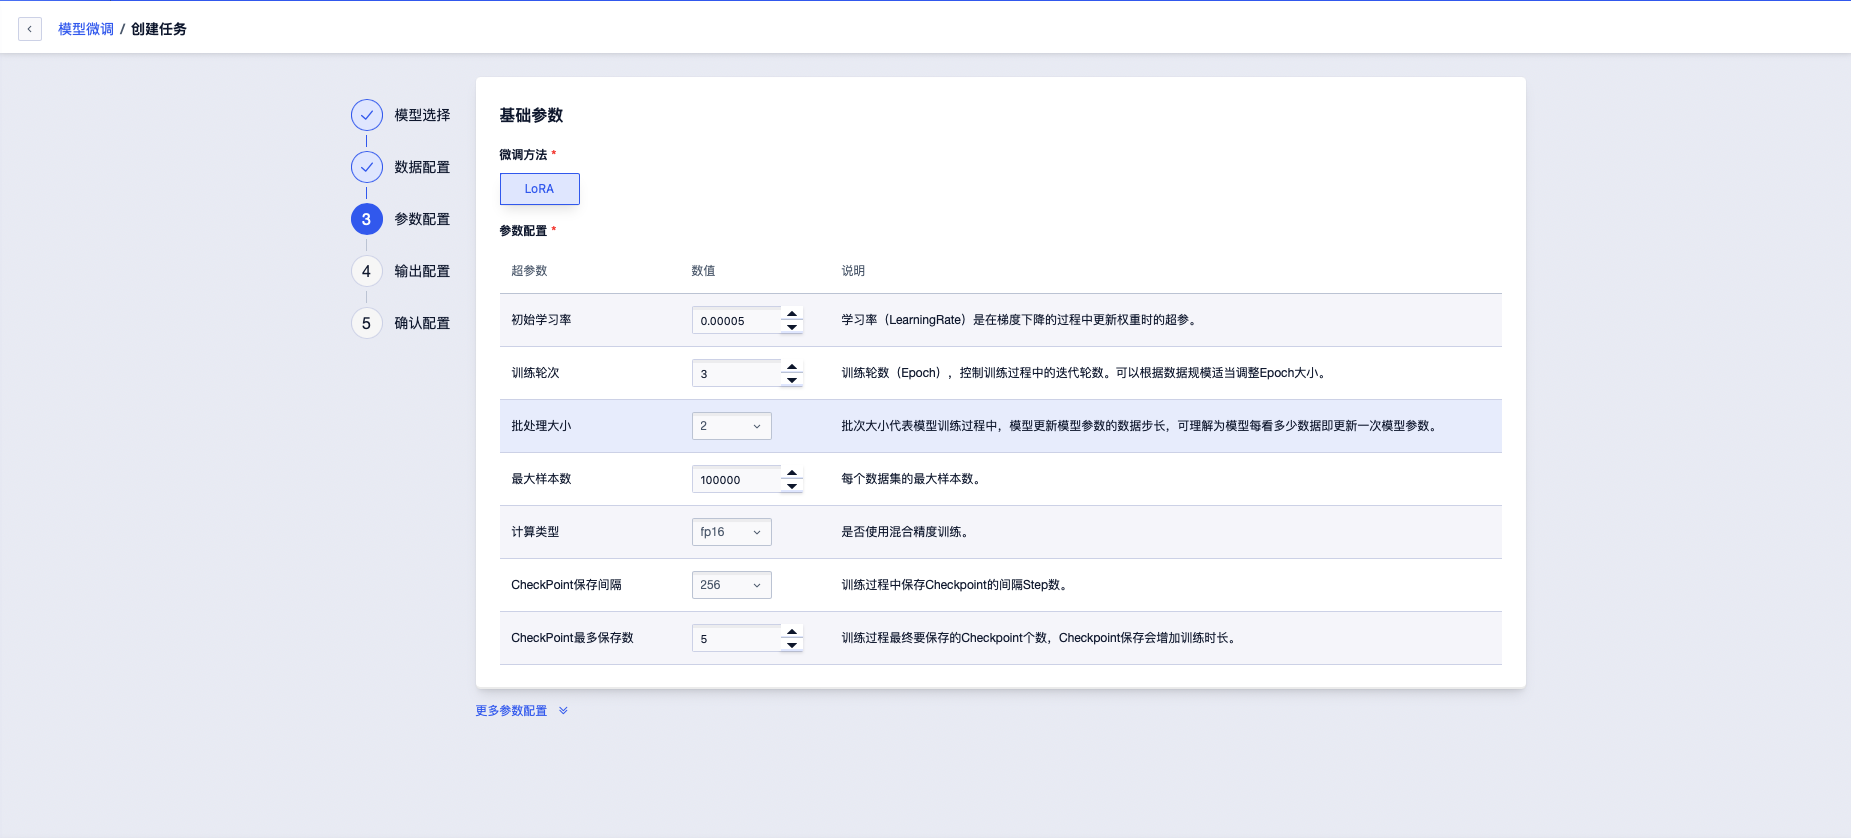 模型微调 / 创建任务
模型选择
数据配置
3 参数配置
4 输出配置
5 确认配置
基础参数
微调方法 *
LoRA
参数配置 *
超参数 数值 说明
初始学习率 0.00005 学习率（LearningRate）是在梯度下降的过程中更新权重时的超参。
训练轮次 3 训练轮数（Epoch），控制训练过程中的迭代轮数。可以根据数据规模适当调整Epoch大小。
批处理大小 2 批次大小代表模型训练过程中，模型更新模型参数的数据步长，可理解为模型每看多少数据即更新一次模型参数。
最大样本数 100000 每个数据集的最大样本数。
计算类型 fp16 是否使用混合精度训练。
CheckPoint保存间隔 256 训练过程中保存Checkpoint的间隔Step数。
CheckPoint最多保存数 5 训练过程最终要保存的Checkpoint个数，Checkpoint保存会增加训练时长。
更多参数配置